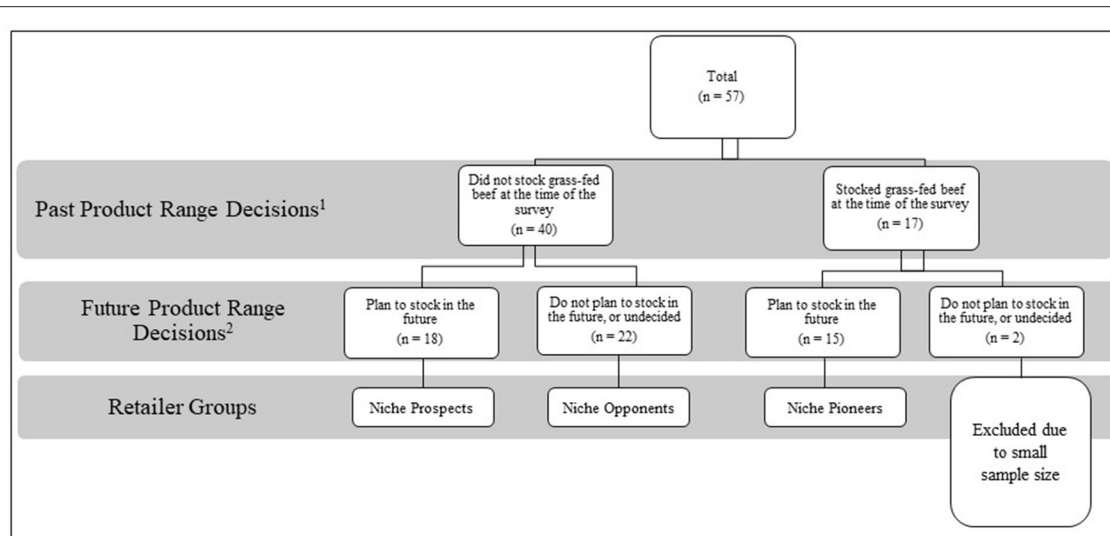 Total
(n = 57)
Past Product Range Decisions¹
Did not stock grass-fed
beef at the time of the
survey
(n = 40)
Stocked grass-fed beef
at the time of the survey
(n = 17)
Future Product Range
Decisions²
Plan to stock in the
future
(n = 18)
Do not plan to stock in
the future, or undecided
(n = 22)
Plan to stock in the
future
(n = 15)
Do not plan to stock in
the future, or undecided
(n = 2)
Retailer Groups
Niche Prospects
Niche Opponents
Niche Pioneers
Excluded due
to small
sample size